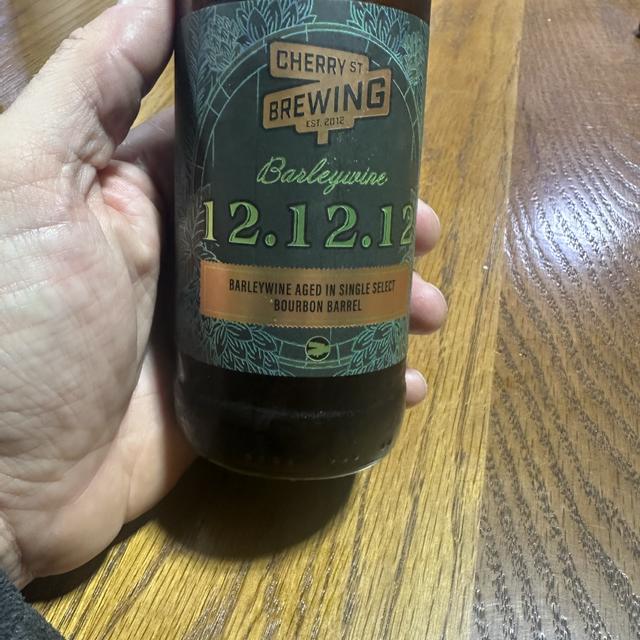 CHERRY ST
BREWING
EST. 2012
Barleywine
12.12.12
BARLEYWINE AGED IN SINGLE SELECT
BOURBON BARREL